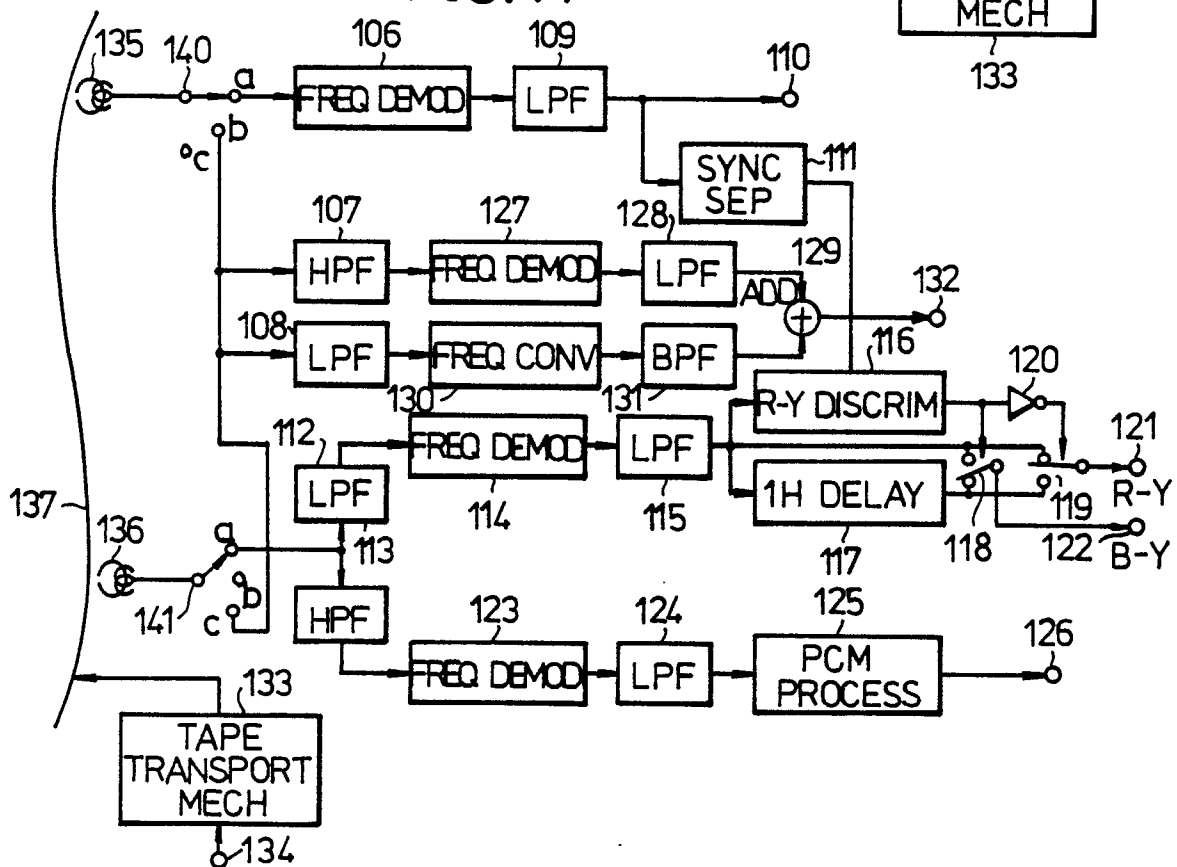 MECH
133
135
140
a
106
FREQ DEMOD
109
LPF
110
b
c
SYNC
SEP
111
107
HPF
127
FREQ DEMOD
128
LPF
129
ADD
132
108
LPF
FREQ CONV
130
BPF
131
116
R-Y DISCRIM
120
112
LPF
113
FREQ DEMOD
114
LPF
115
1H DELAY
117
118
119
121
R-Y
122
B-Y
137
136
a
141
b
c
HPF
123
FREQ DEMOD
124
LPF
125
PCM
PROCESS
126
133
TAPE
TRANSPORT
MECH
134